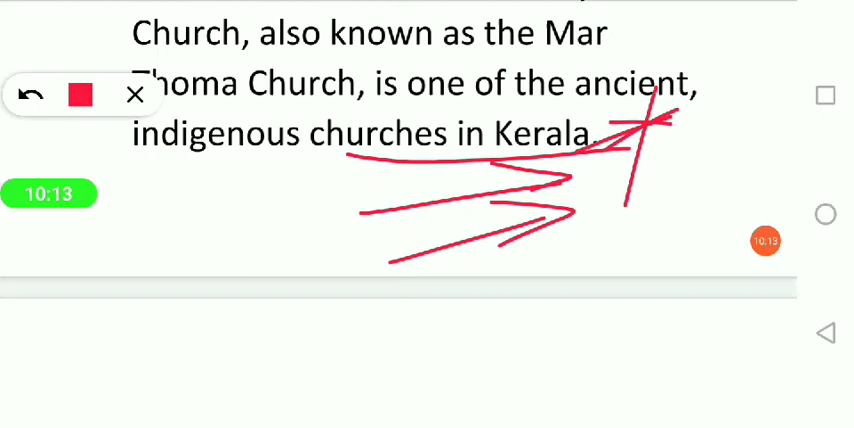 Church, also known as the Mar
Thoma Church, is one of the ancient,
indigenous churches in Kerala.
10:13
10:13